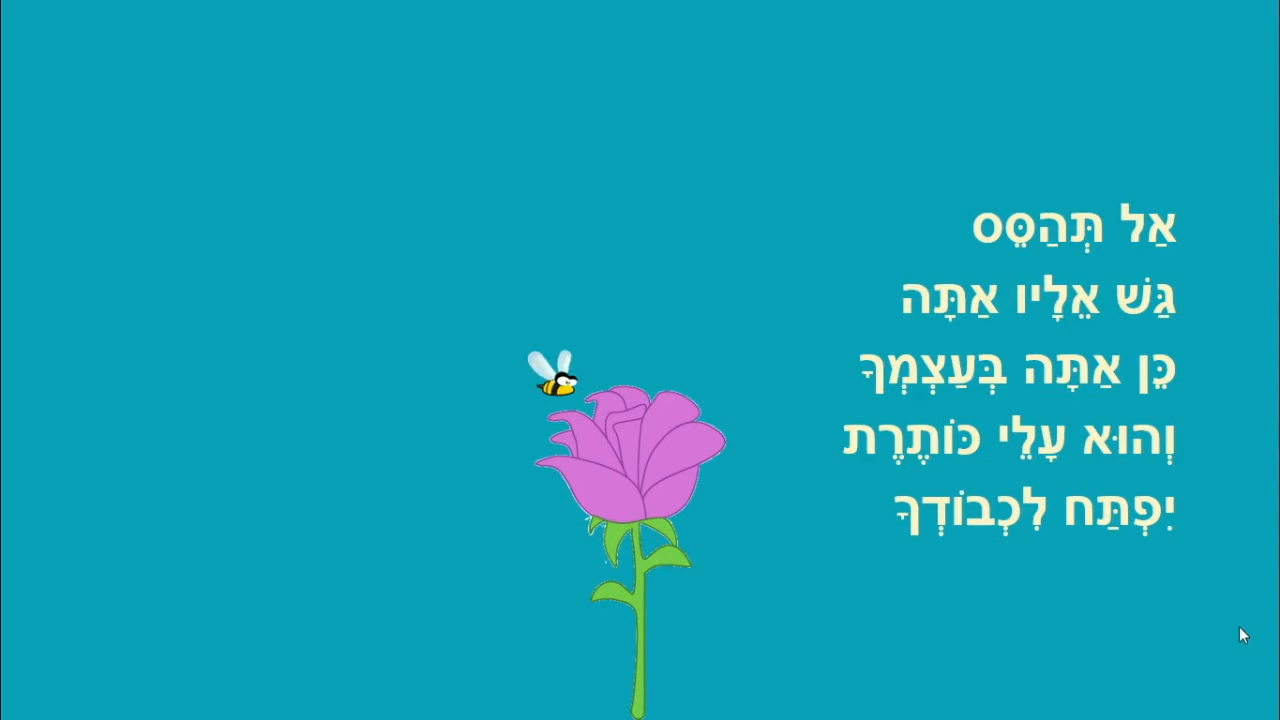 אַל תְּהַסֵּס
גַּשׁ אֵלָיו אַתָּה
כֵּן אַתָּה בְּעַצְמְךָ
וְהוּא עָלֵי כּוֹתֶרֶת
יִפְתַּח לִכְבוֹדְךָ